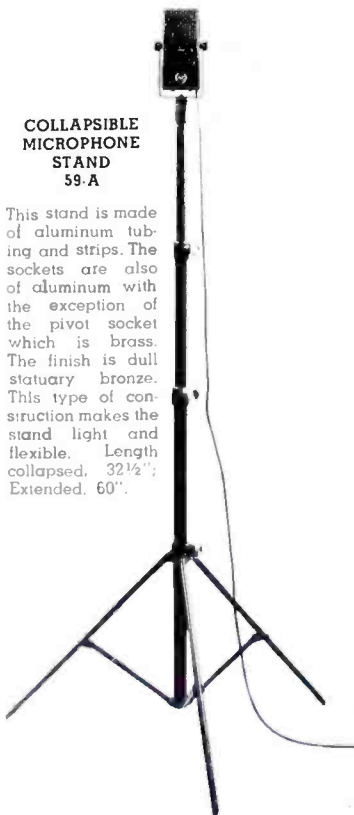 COLLAPSIBLE
MICROPHONE
STAND
59-A
This stand is made
of aluminum tub-
ing and strips. The
sockets are also
of aluminum with
the exception of
the pivot socket
which is brass.
The finish is dull
statuary bronze.
This type of con-
struction makes the
stand light and
flexible. Length
collapsed, 32½";
Extended, 60".